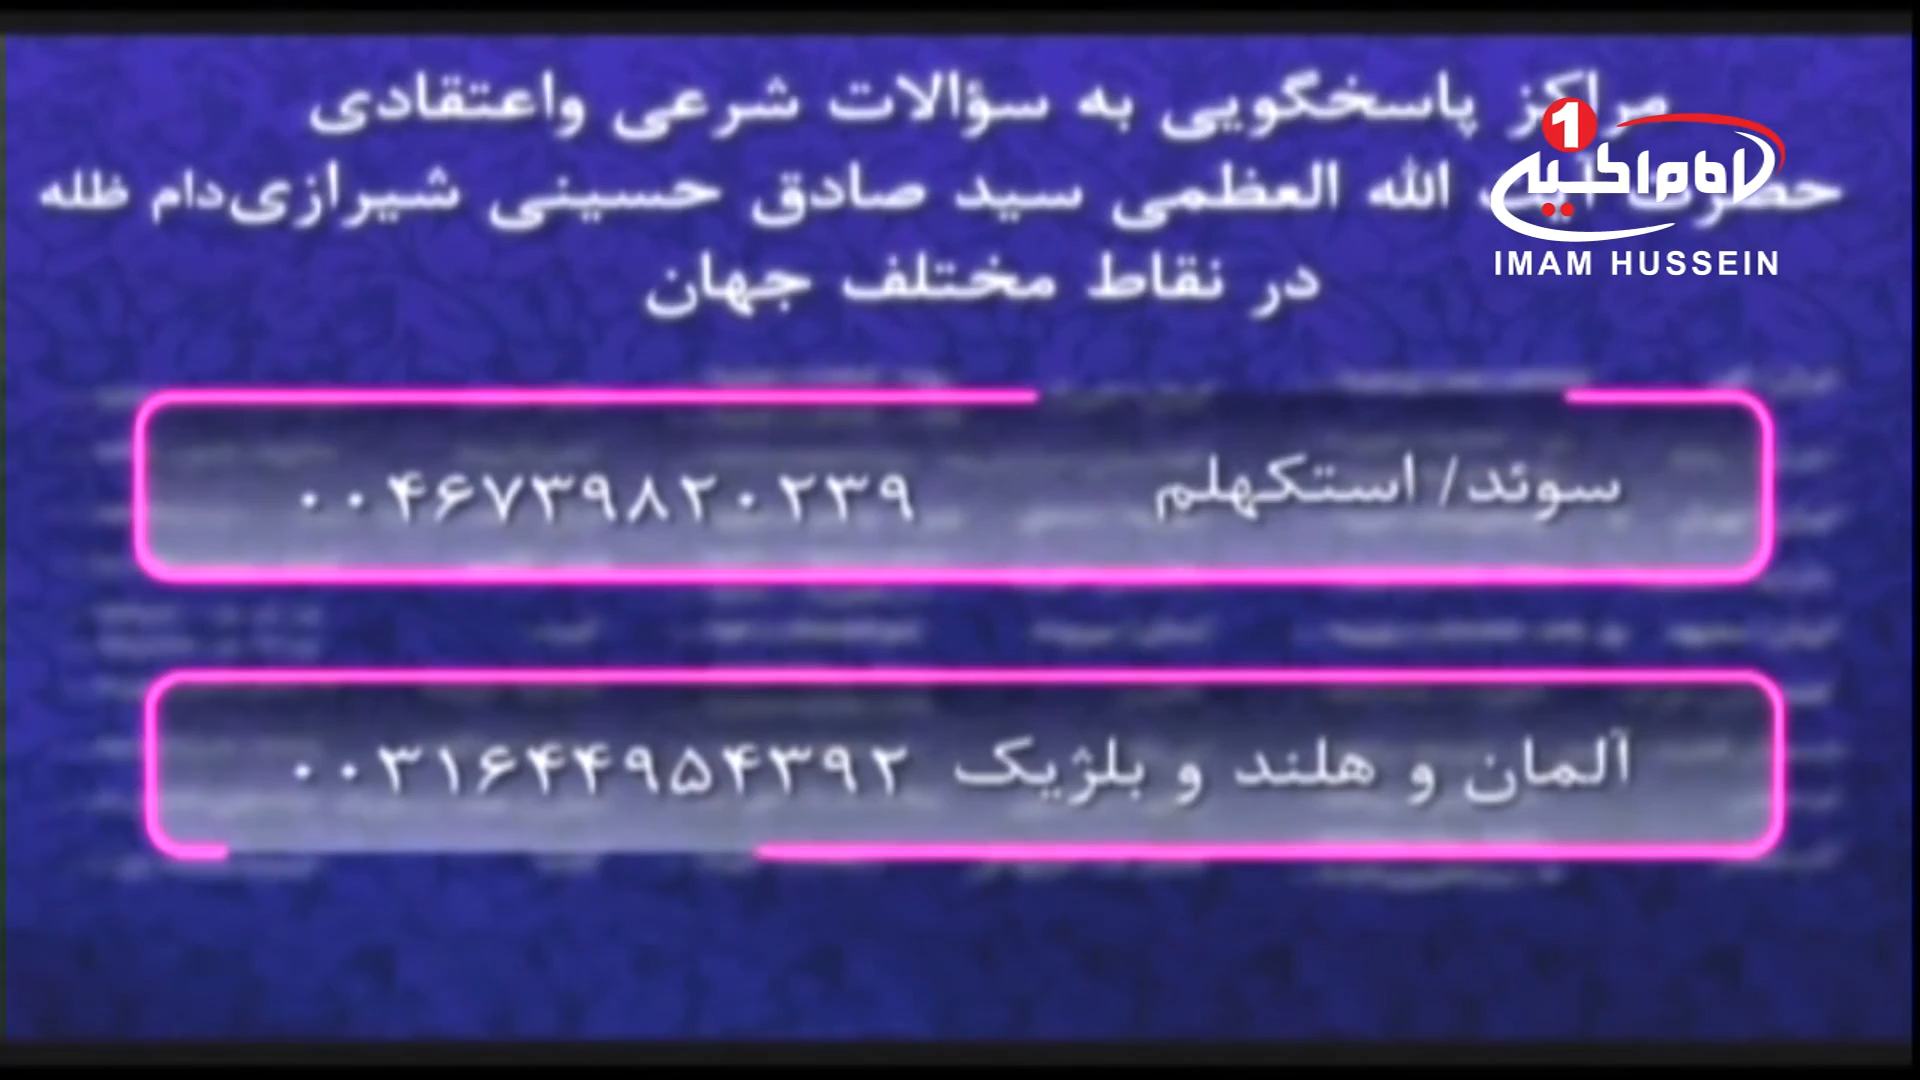 مراکز پاسخگویی به سؤالات شرعی واعتقادی
حضرت آیت الله العظمی سید صادق حسینی شیرازی دام ظله
در نقاط مختلف جهان
1
IMAM HUSSEIN
سوئد/ استکهلم ۰۰۴۶۷۳۹۸۲۰۲۳۹
آلمان و هلند و بلژیک ۰۰۳۱۶۴۴۹۵۴۳۹۲